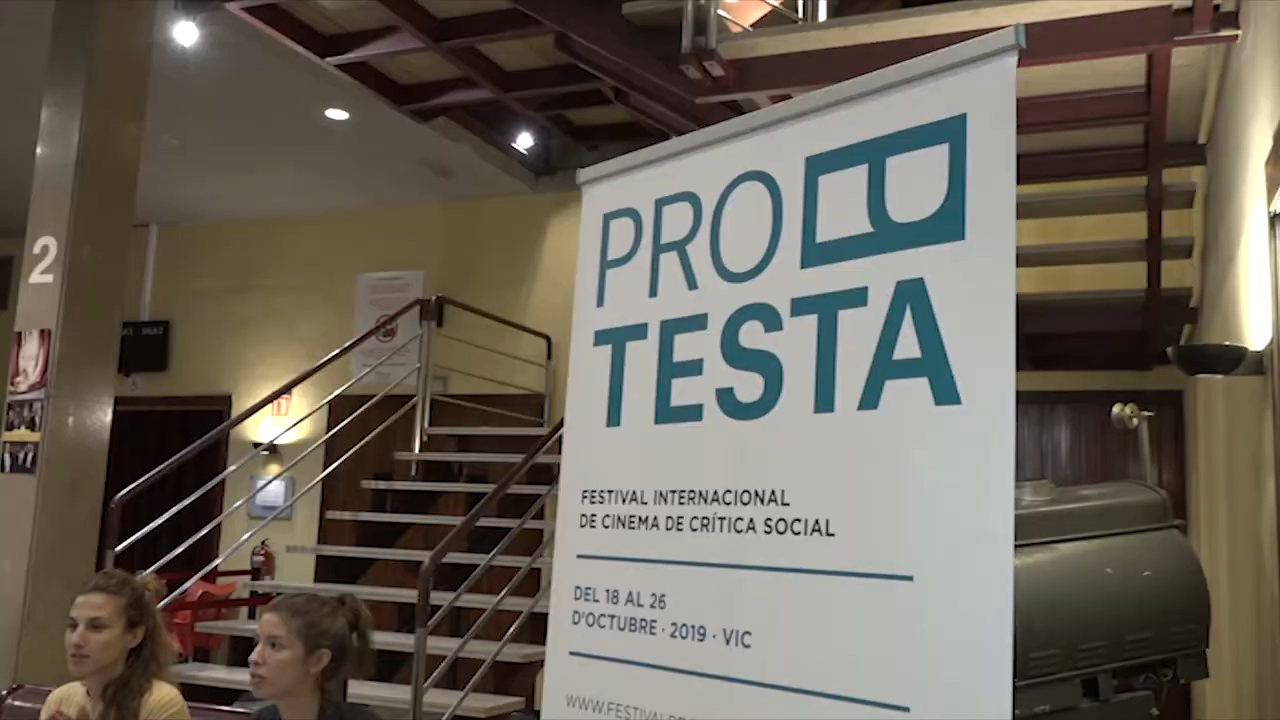 PRO
TESTA
FESTIVAL INTERNACIONAL
DE CINEMA DE CRÍTICA SOCIAL
DEL 18 AL 26
D'OCTUBRE · 2019 · VIC
2